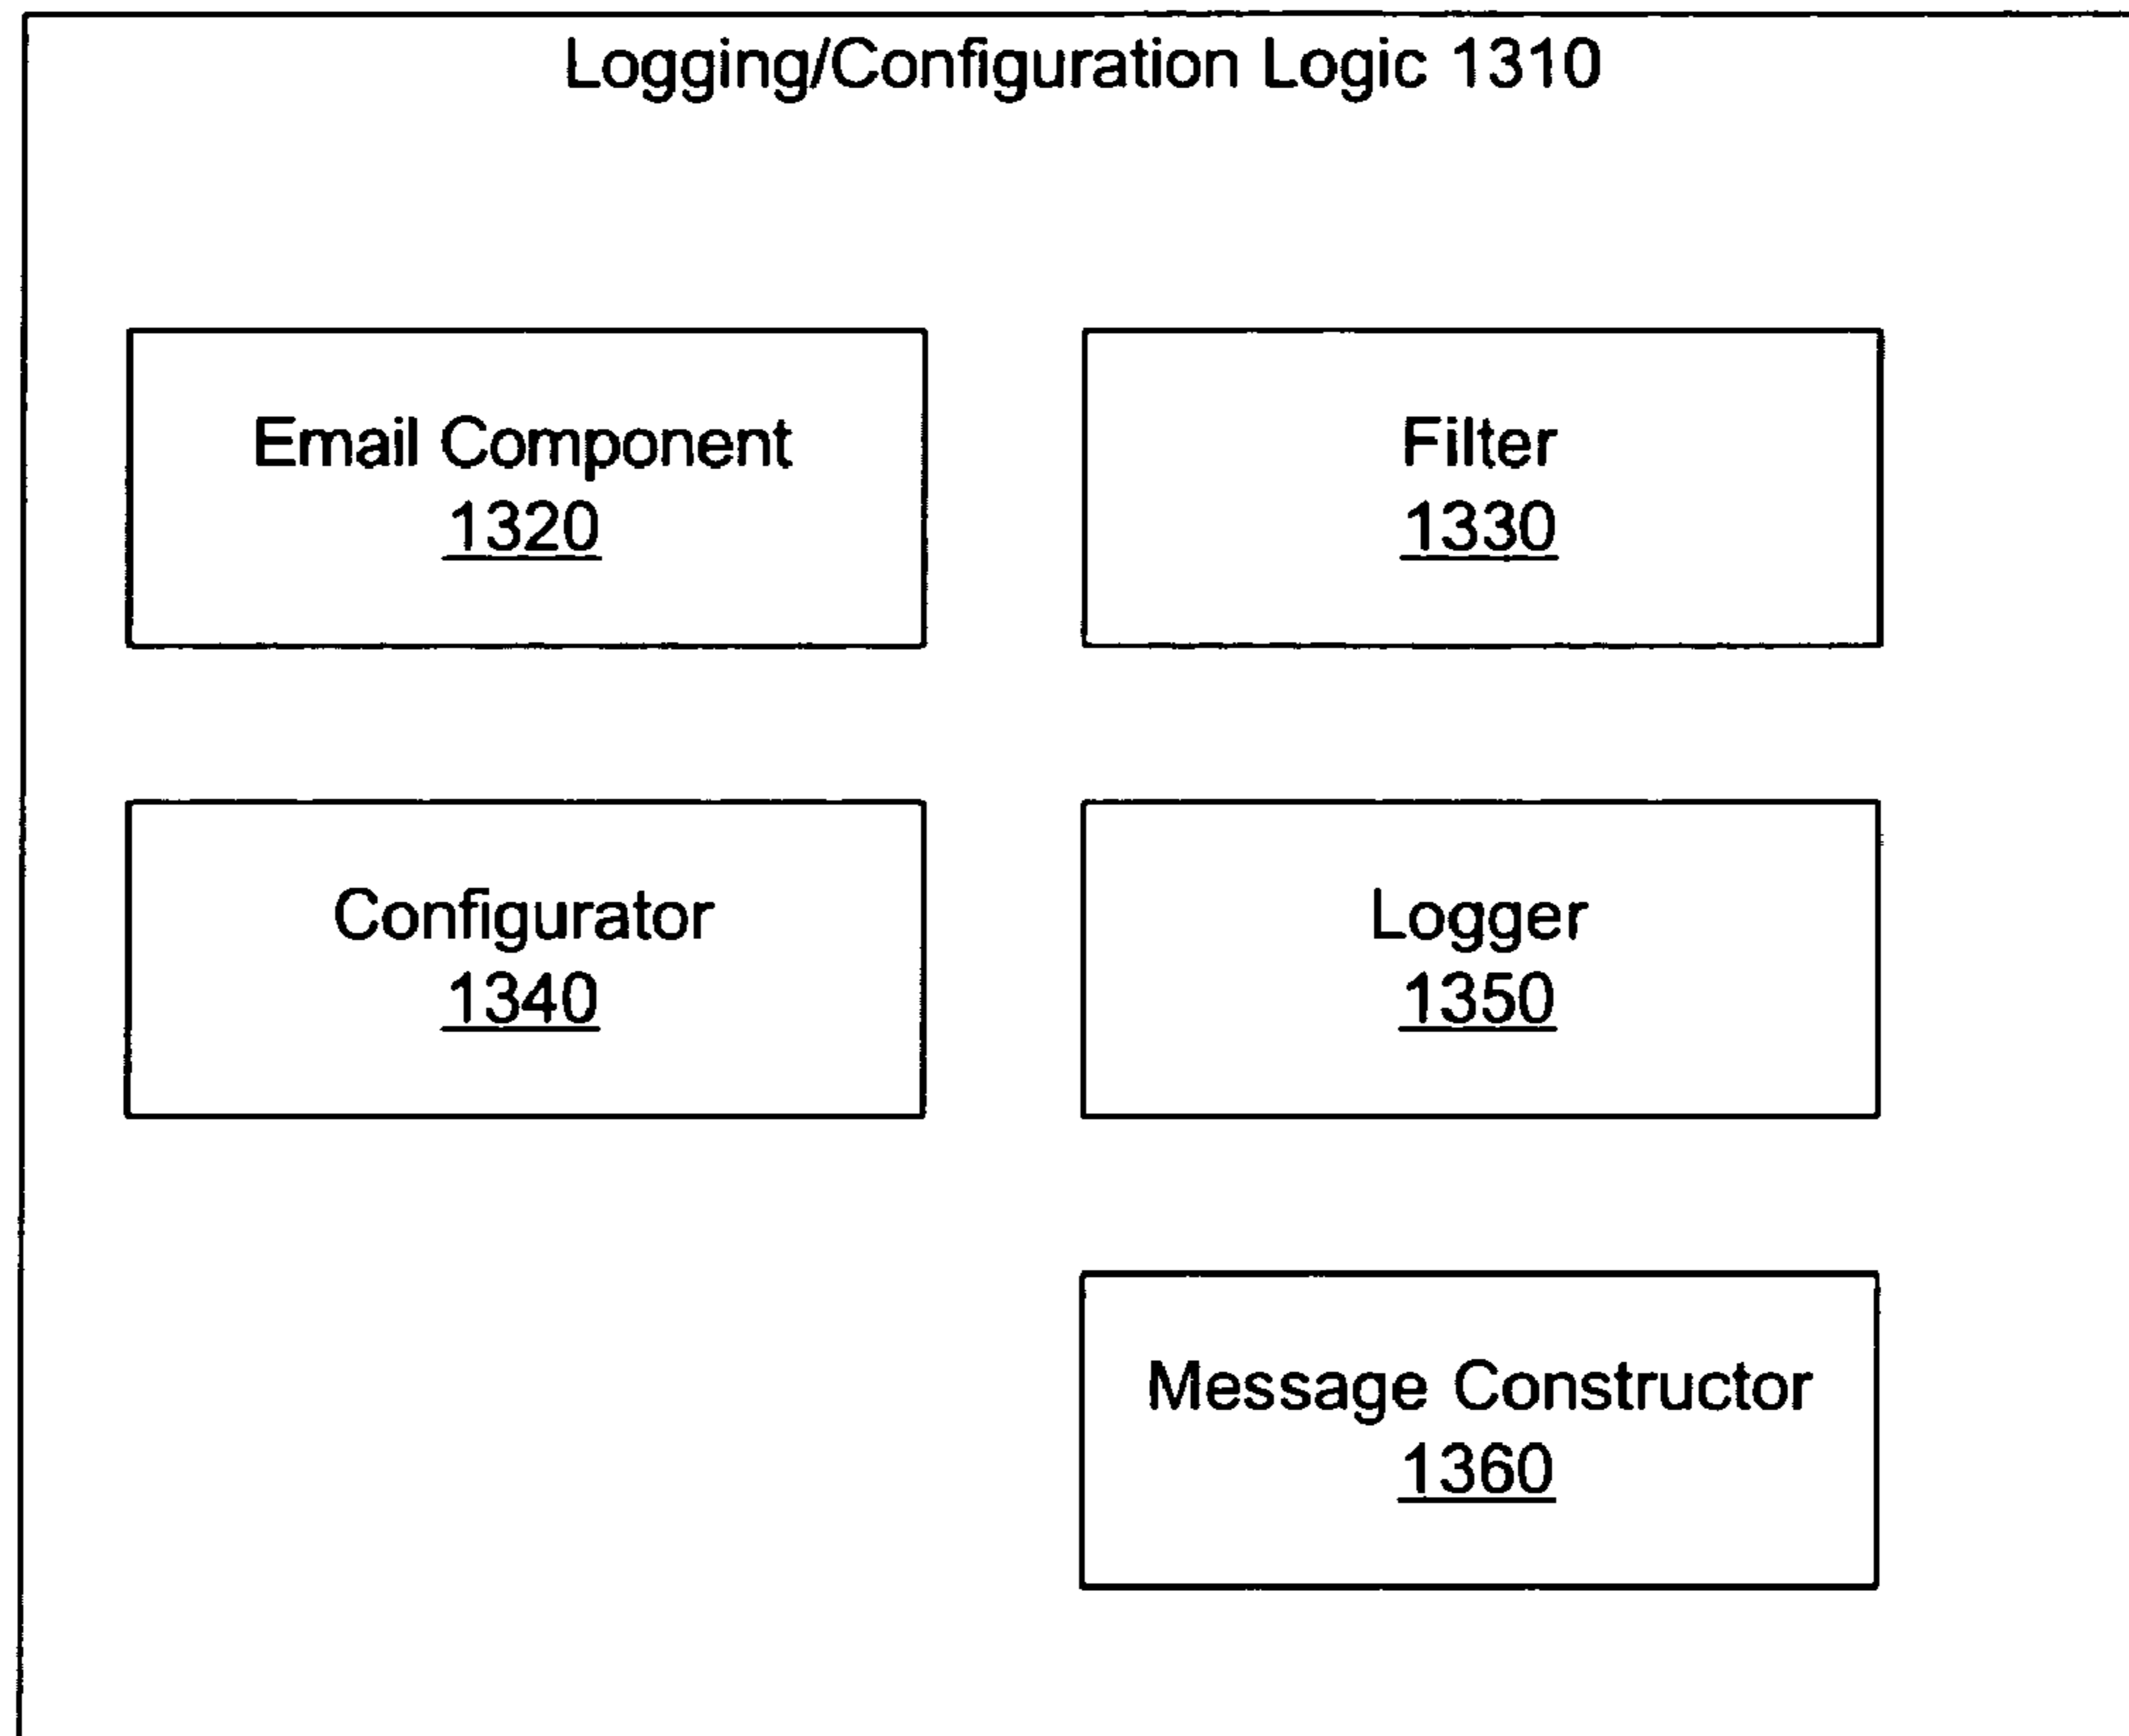 Logging/Configuration Logic 1310
Email Component
1320
Filter
1330
Configurator
1340
Logger
1350
Message Constructor
1360